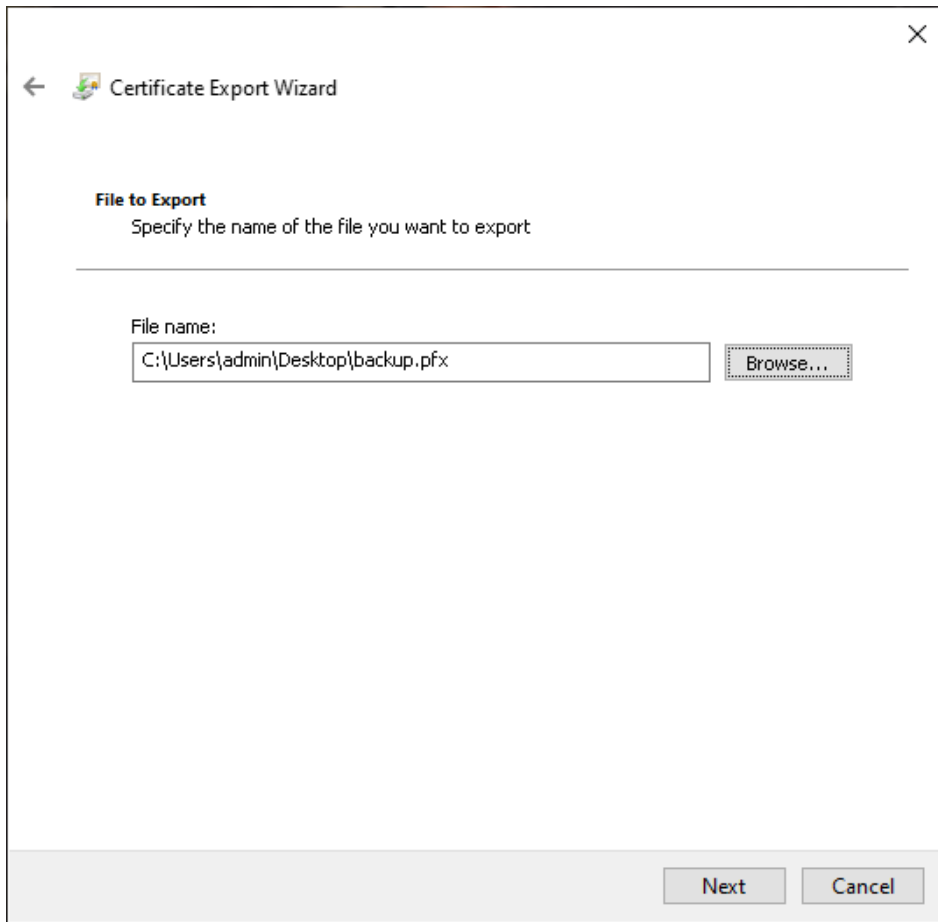 Certificate Export Wizard
File to Export
Specify the name of the file you want to export
File name:
C:\Users\admin\Desktop\backup.pfx
Browse...
Next
Cancel